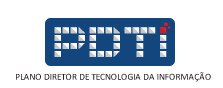 PDTi
PLANO DIRETOR DE TECNOLOGIA DA INFORMAÇÃO